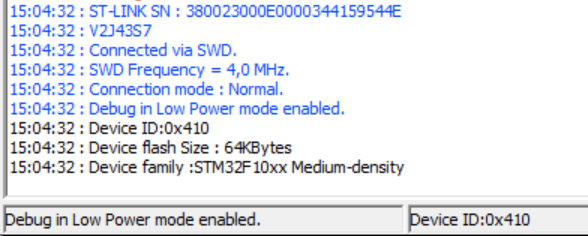 15:04:32 : ST-LINK SN : 380023000E0000344159544E
15:04:32 : V2J43S7
15:04:32 : Connected via SWD.
15:04:32 : SWD Frequency = 4,0 MHz.
15:04:32 : Connection mode : Normal.
15:04:32 : Debug in Low Power mode enabled.
15:04:32 : Device ID:0x410
15:04:32 : Device flash Size : 64KBytes
15:04:32 : Device family :STM32F10xx Medium-density
Debug in Low Power mode enabled.
Device ID:0x410